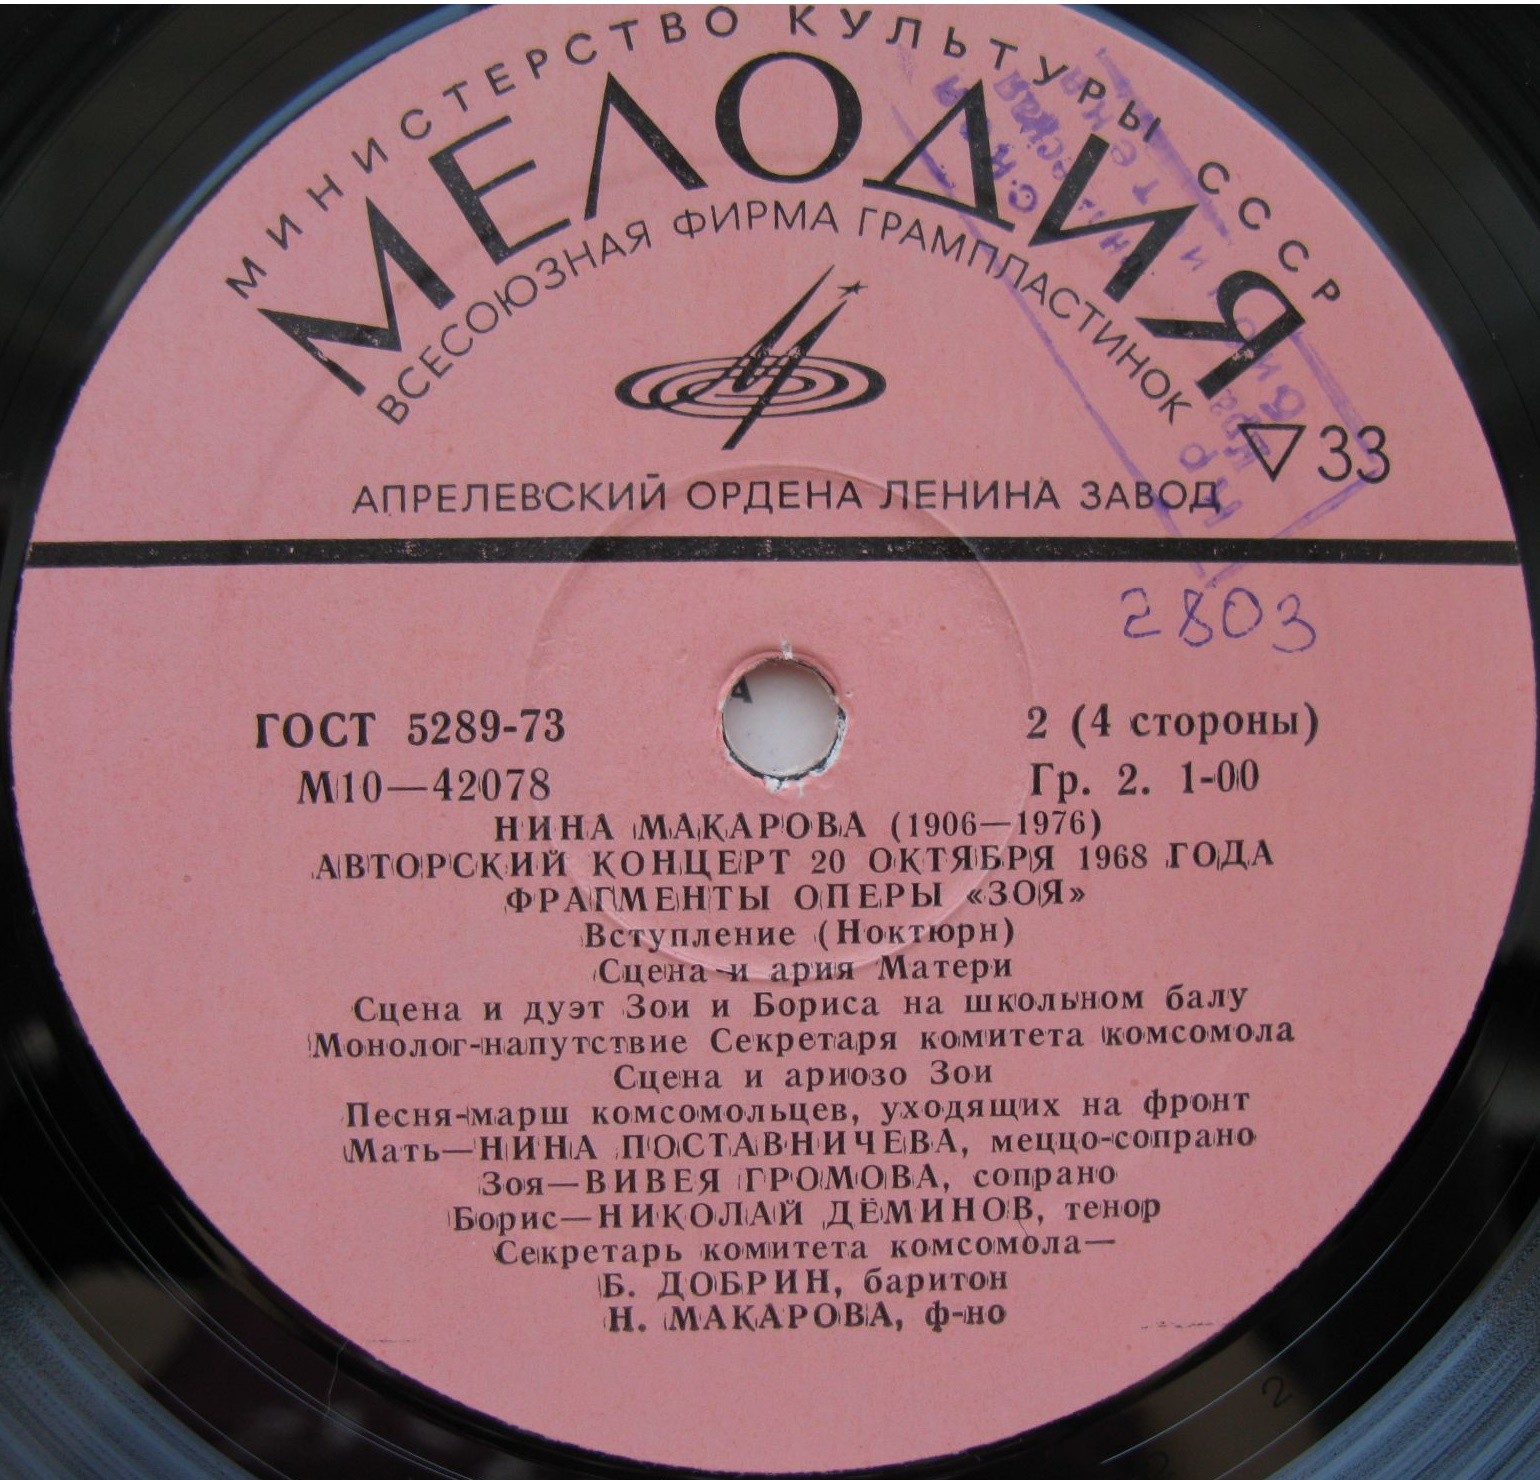 МИНИСТЕРСТВО КУЛЬТУРЫ СССР
МЕЛОДИЯ
ВСЕСОЮЗНАЯ ФИРМА ГРАМПЛАСТИНОК
33
АПРЕЛЕВСКИЙ ОРДЕНА ЛЕНИНА ЗАВОД
2803
ГОСТ 5289-73
2 (4 стороны)
М10—42078
Гр. 2. 1-00
НИНА МАКАРОВА (1906—1976)
АВТОРСКИЙ КОНЦЕРТ 20 ОКТЯБРЯ 1968 ГОДА
ФРАГМЕНТЫ ОПЕРЫ «ЗОЯ»
Вступление (Ноктюрн)
Сцена и ария Матери
Сцена и дуэт Зои и Бориса на школьном балу
Монолог-напутствие Секретаря комитета комсомола
Сцена и ариозо Зои
Песня-марш комсомольцев, уходящих на фронт
Мать—НИНА ПОСТАВНИЧЕВА, меццо-сопрано
Зоя—ВИВЕЯ ГРОМОВА, сопрано
Борис—НИКОЛАЙ ДЁМИНОВ, тенор
Секретарь комитета комсомола—
Б. ДОБРИН, баритон
Н. МАКАРОВА, ф-но
2